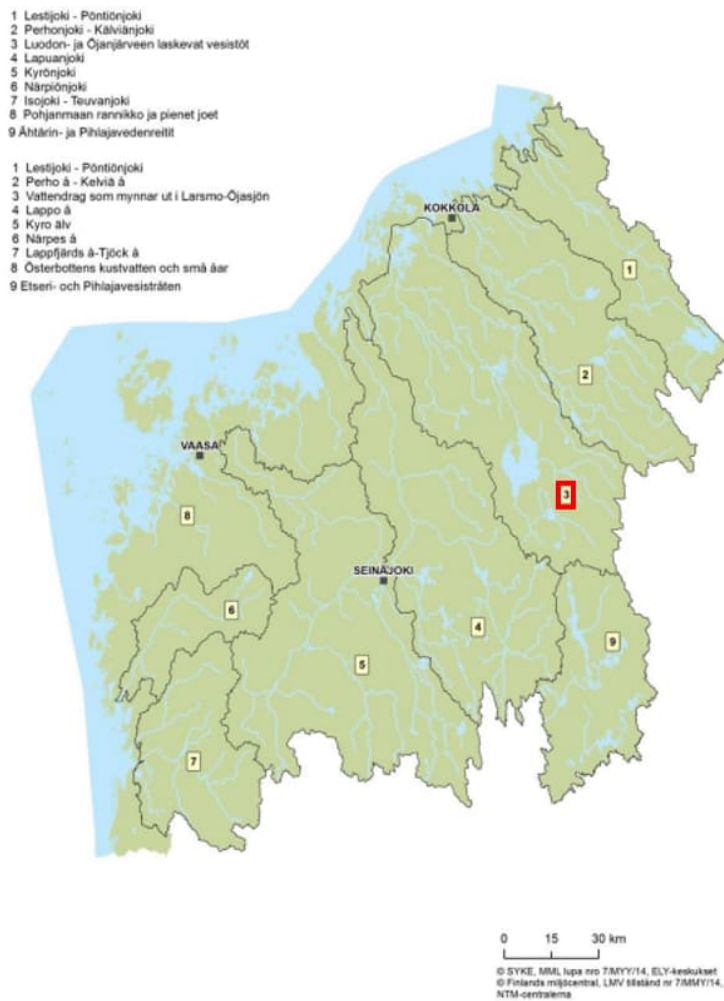 1 Lestijoki - Pöntiönjoki
2 Perhonjoki - Kälviänjoki
3 Luodon- ja Öjanjärveen laskevat vesistöt
4 Lapuanjoki
5 Kyrönjoki
6 Närpiönjoki
7 Isojoki - Teuvanjoki
8 Pohjanmaan rannikko ja pienet joet
9 Ähtärin- ja Pihlajavedenreitit
1 Lestijoki - Pöntiönjoki
2 Perho å - Kelviå å
3 Vattendrag som mynnar ut i Larsmo-Öjasjön
4 Lappo å
5 Kyro älv
6 Närpes å
7 Lappfjärds å-Tjöck å
8 Österbottens kustvatten och små åar
9 Etseri- och Pihlajavesistråten
KOKKOLA
1
2
VAASA
3
8
SEINÄJOKI
6
4
9
5
7
0 15 30 km
© SYKE, MML lupa nro 7/MYY/14, ELY-keskukset
© Finlands miljöcentral, LMV tillstånd nr 7/MMY/14,
NTM-centralerna